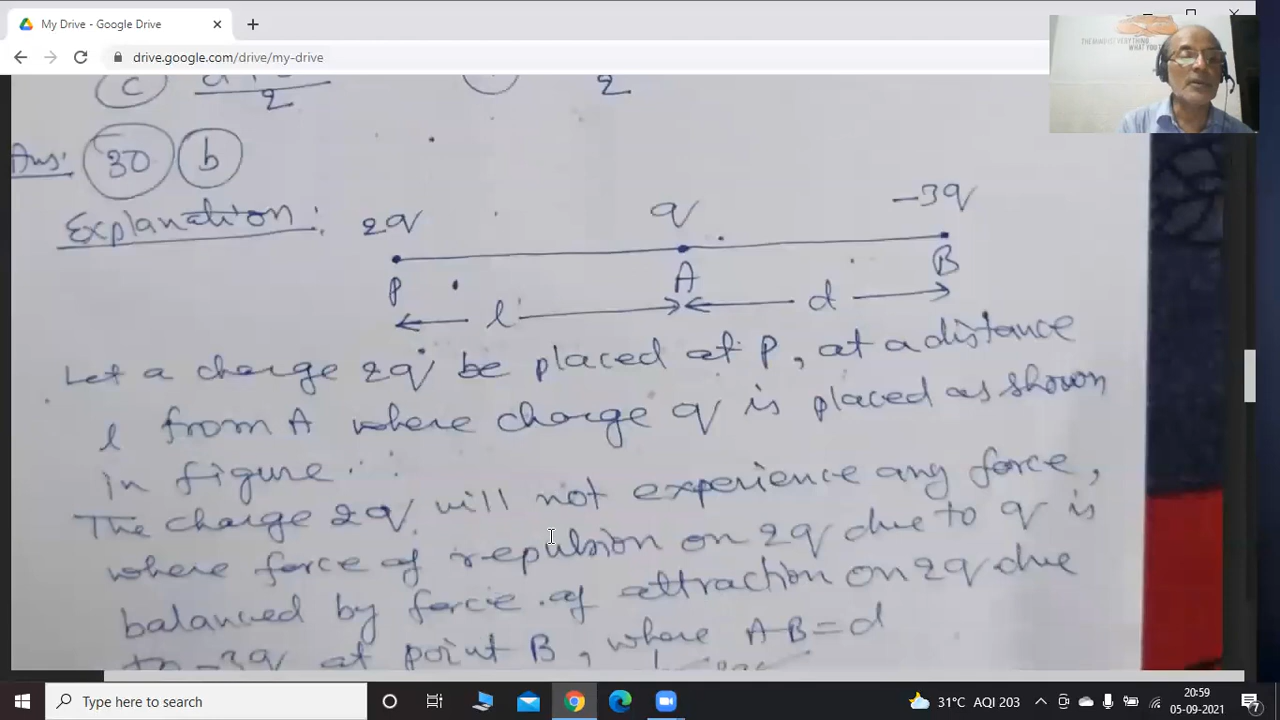 My Drive - Google Drive
drive.google.com/drive/my-drive
C
2
2
Ans: 30 b
Explanation:
2q q -3q
P A B
l d
Let a charge 2q be placed at P, at a distance
l from A where charge q is placed as shown
in figure.
The charge 2q will not experience any force,
where force of repulsion on 2q due to q is
balanced by force of attraction on 2q due
to -3q at point B, where AB=d
Type here to search
31°C AQI 203
20:59
05-09-2021
7